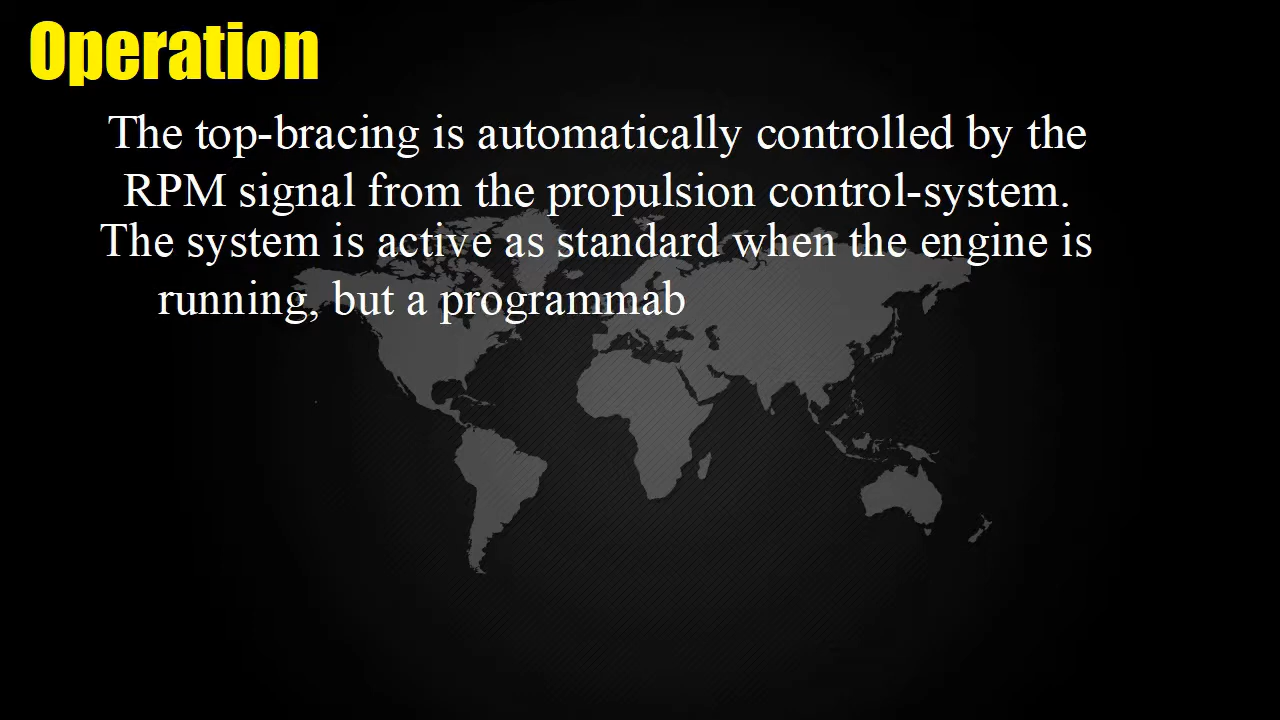 Operation
The top-bracing is automatically controlled by the
RPM signal from the propulsion control-system.
The system is active as standard when the engine is
running, but a programmab